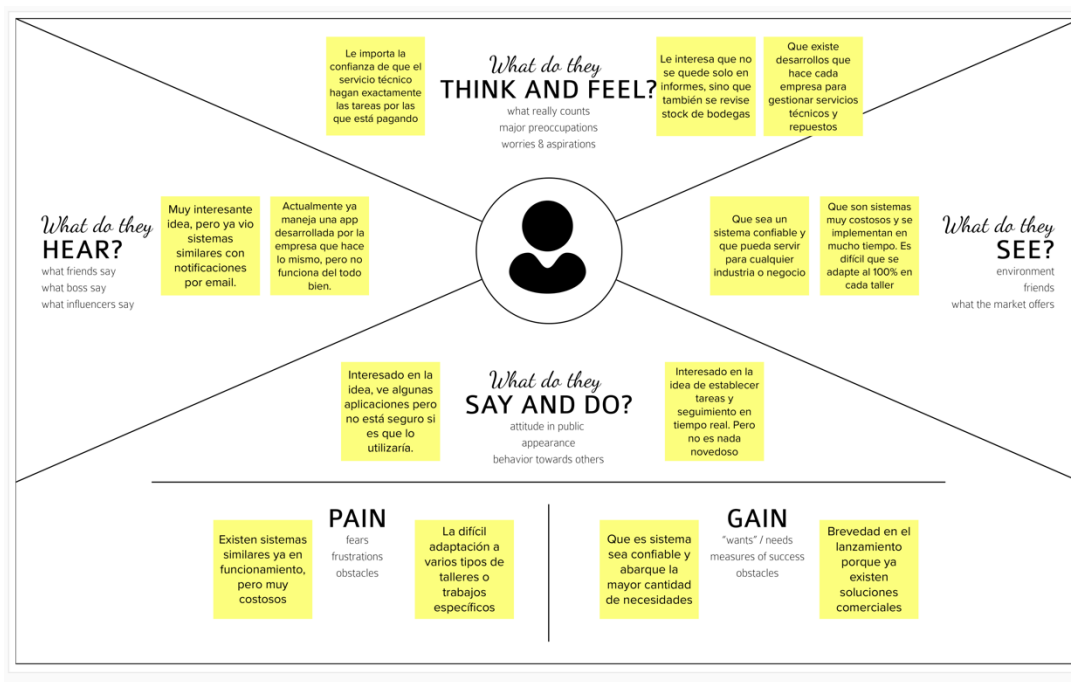 Le importa la
confianza de que el
servicio técnico
hagan exactamente
las tareas por las
que está pagando
What do they
THINK AND FEEL?
what really counts
major preoccupations
worries & aspirations
Le interesa que no
se quede solo en
informes, sino que
también se revise
stock de bodegas
Que existe
desarrollos que
hace cada
empresa para
gestionar servicios
técnicos y
repuestos
What do they
HEAR?
what friends say
what boss say
what influencers say
Muy interesante
idea, pero ya vio
sistemas
similares con
notificaciones
por email.
Actualmente ya
maneja una app
desarrollada por la
empresa que hace
lo mismo, pero no
funciona del todo
bien.
Que sea un
sistema confiable y
que pueda servir
para cualquier
industria o negocio
Que son sistemas
muy costosos y se
implementan en
mucho tiempo. Es
difícil que se
adapte al 100% en
cada taller
What do they
SEE?
environment
friends
what the market offers
Interesado en la
idea, ve algunas
aplicaciones pero
no está seguro si
es que lo
utilizaría.
What do they
SAY AND DO?
attitude in public
appearance
behavior towards others
Interesado en la
idea de establecer
tareas y
seguimiento en
tiempo real. Pero
no es nada
novedoso
Existen sistemas
similares ya en
funcionamiento,
pero muy
costosos
PAIN
fears
frustrations
obstacles
La difícil
adaptación a
varios tipos de
talleres o
trabajos
específicos
Que es sistema
sea confiable y
abarque la
mayor cantidad
de necesidades
GAIN
"wants" / needs
measures of success
obstacles
Brevedad en el
lanzamiento
porque ya
existen
soluciones
comerciales